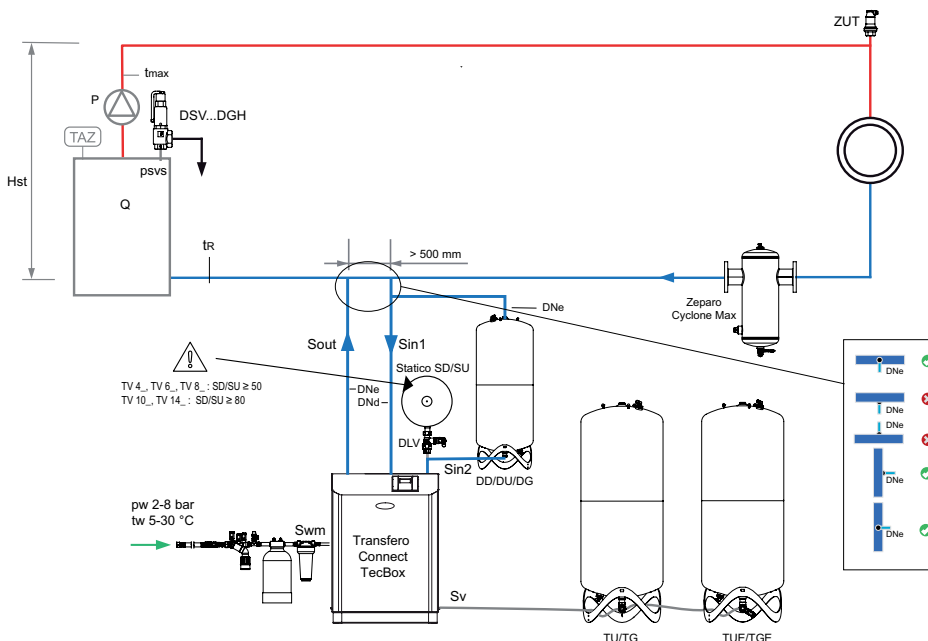 ZUT
tmax
P
DSV...DGH
TAZ
psvs
Hst
Q
tR
> 500 mm
DNe
Zeparo
Cyclone Max
Sout
Sin1
Statico SD/SU
TV 4_, TV 6_, TV 8_ : SD/SU ≥ 50
TV 10_, TV 14_ : SD/SU ≥ 80
DNe
DNd
DLV
Sin2
DD/DU/DG
DNe
DNe
DNe
DNe
DNe
pw 2-8 bar
tw 5-30 °C
Swm
Transfero
Connect
TecBox
Sv
TU/TG
TUE/TGE